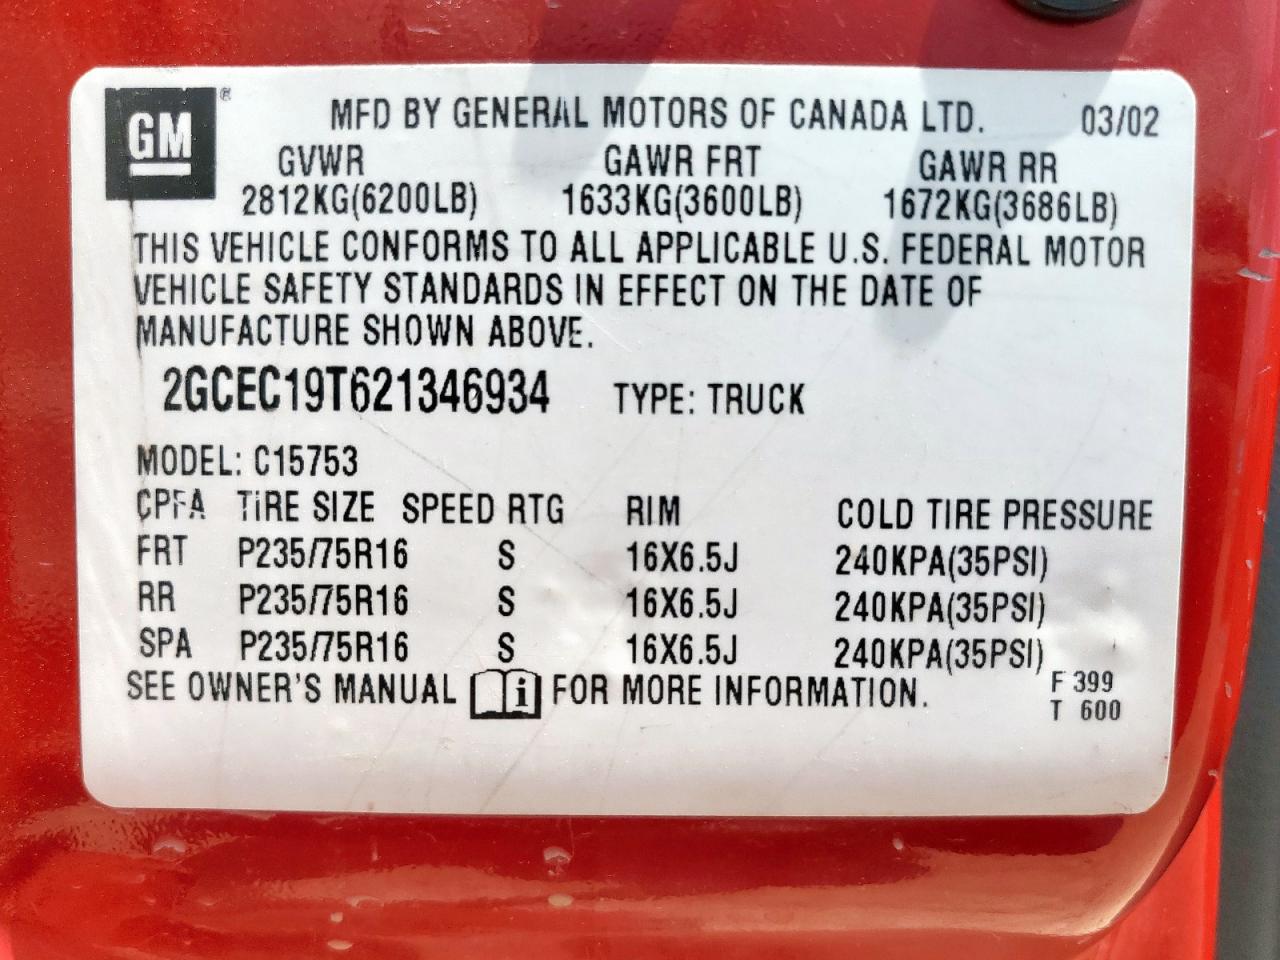 GM ®
MFD BY GENERAL MOTORS OF CANADA LTD. 03/02
GVWR GAWR FRT GAWR RR
2812KG(6200LB) 1633KG(3600LB) 1672KG(3686LB)
THIS VEHICLE CONFORMS TO ALL APPLICABLE U.S. FEDERAL MOTOR
VEHICLE SAFETY STANDARDS IN EFFECT ON THE DATE OF
MANUFACTURE SHOWN ABOVE.
2GCEC19T621346934 TYPE: TRUCK
MODEL: C15753
CPFA TIRE SIZE SPEED RTG RIM COLD TIRE PRESSURE
FRT P235/75R16 S 16X6.5J 240KPA(35PSI)
RR P235/75R16 S 16X6.5J 240KPA(35PSI)
SPA P235/75R16 S 16X6.5J 240KPA(35PSI)
SEE OWNER'S MANUAL i FOR MORE INFORMATION.
F 399
T 600